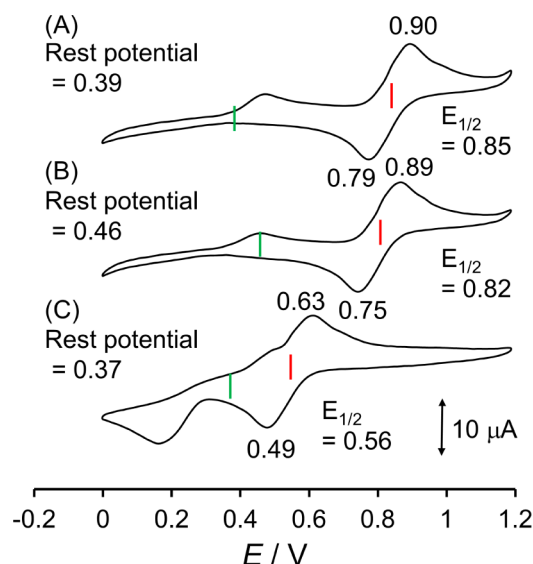 (A)
Rest potential
= 0.39
0.90
0.79
E1/2
= 0.85
(B)
Rest potential
= 0.46
0.89
0.75
E1/2
= 0.82
(C)
Rest potential
= 0.37
0.63
0.49
E1/2
= 0.56
10 μA
-0.2 0 0.2 0.4 0.6 0.8 1 1.2
E / V